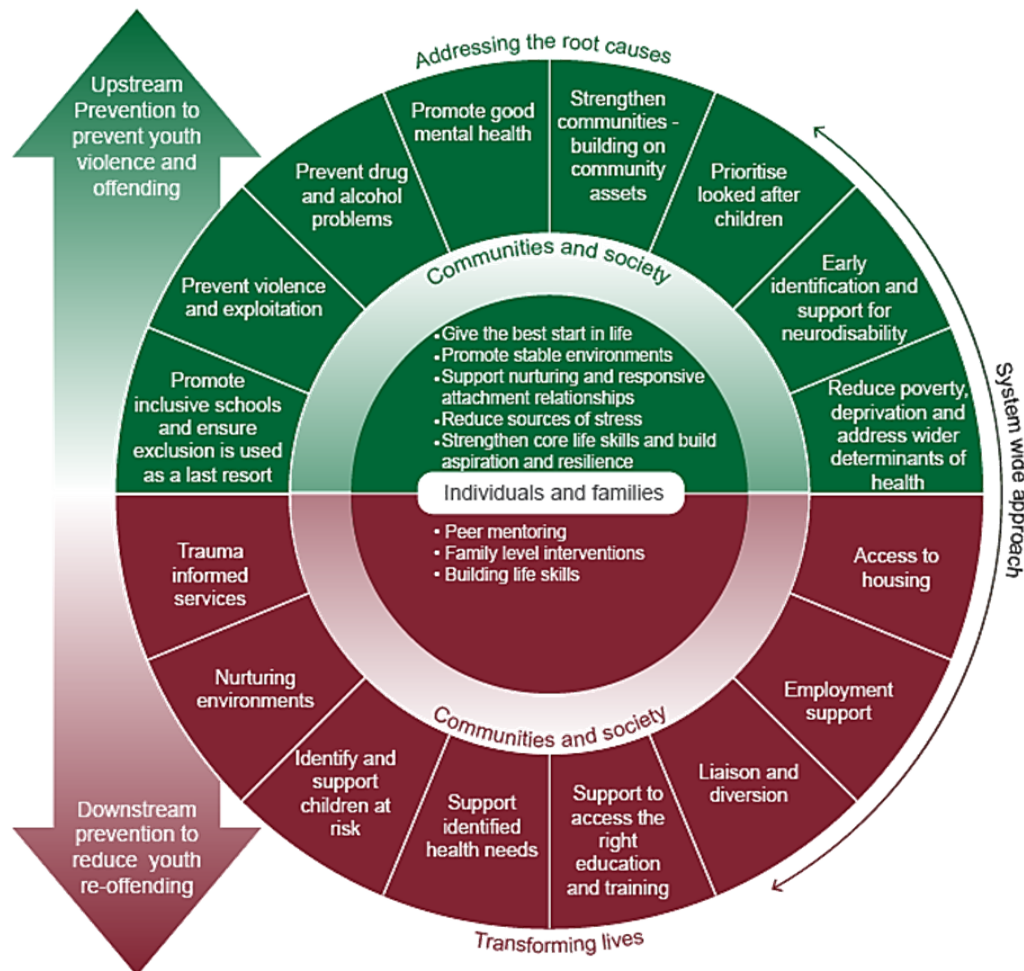 Addressing the root causes
Upstream
Prevention to
prevent youth
violence and
offending
Promote inclusive schools
and ensure
exclusion is used
as a last resort
Prevent violence
and exploitation
Prevent drug
and alcohol
problems
Promote good
mental health
Strengthen
communities -
building on
community
assets
Prioritise
looked after
children
Early
identification and
support for
neurodisability
Reduce poverty,
deprivation and
address wider
determinants of
health
System wide approach
Communities and society
•Give the best start in life
•Promote stable environments
•Support nurturing and responsive
attachment relationships
•Reduce sources of stress
•Strengthen core life skills and build
aspiration and resilience
Individuals and families
• Peer mentoring
• Family level interventions
• Building life skills
Communities and society
Trauma
informed
services
Nurturing
environments
Identify and
support
children at
risk
Support
identified
health needs
Support to
access the
right
education
and training
Liaison and
diversion
Employment
support
Access to
housing
Downstream
prevention to
reduce youth
re-offending
Transforming lives